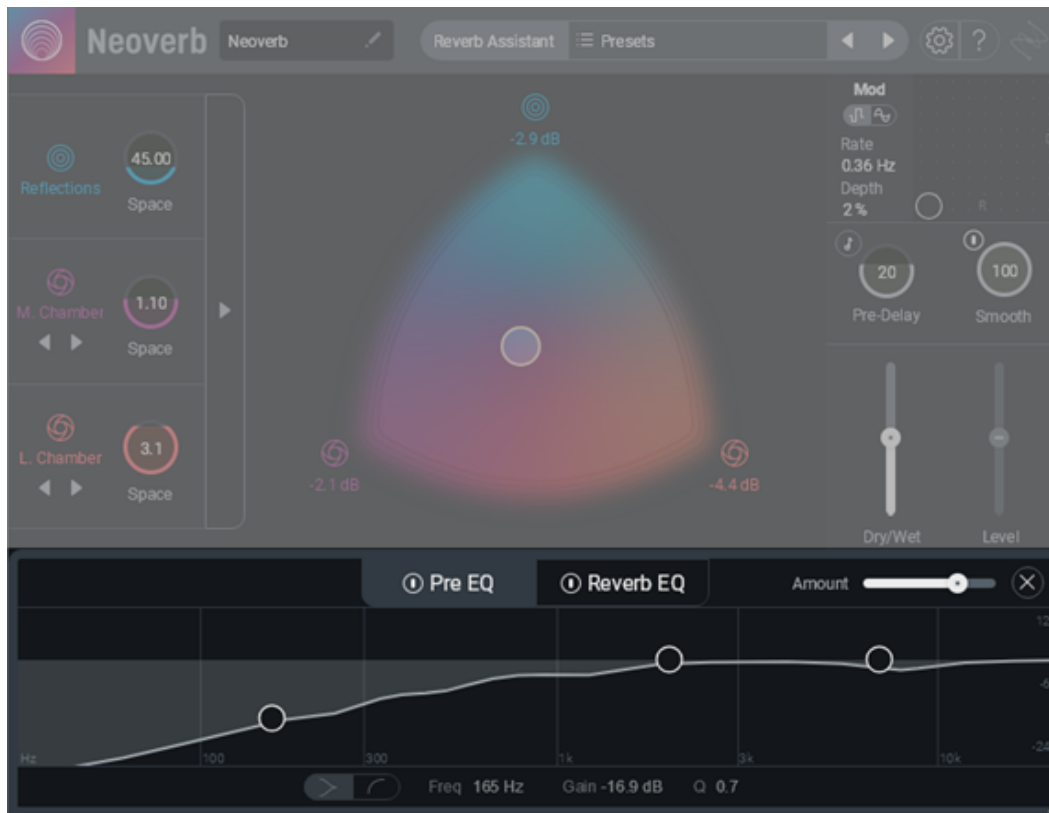 Neoverb Neoverb Reverb Assistant Presets ?
Mod
-2.9 dB
Rate
0.36 Hz
Depth
2 %
R
45.00
Reflections
Space
20
100
Pre-Delay
Smooth
1.10
M. Chamber
Space
3.1
L. Chamber
Space
-2.1 dB
-4.4 dB
Dry/Wet Level
Pre EQ Reverb EQ Amount
12
-6
-24
Hz 100 300 1k 3k 10k
Freq 165 Hz Gain -16.9 dB Q 0.7